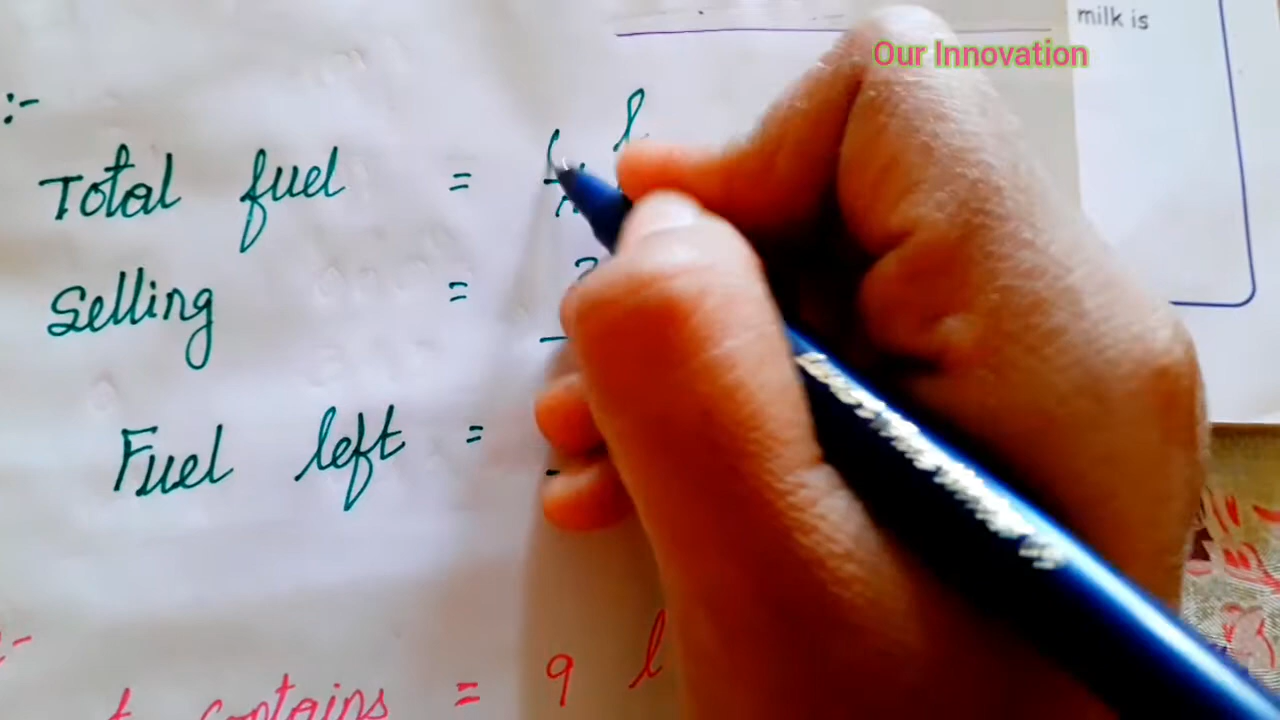 milk is
Our Innovation
:-
Total fuel = l
Selling =
Fuel left =
:-
contains = 9 l